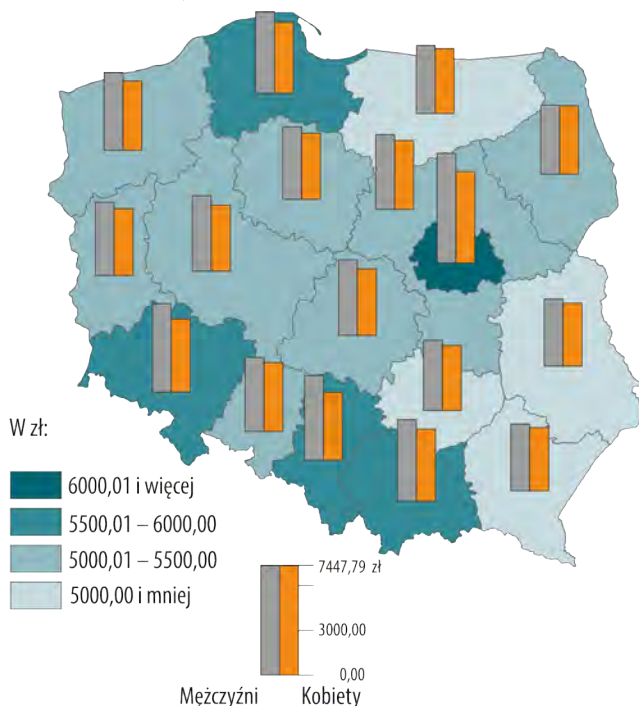 W zł:
6000,01 i więcej
5500,01 – 6000,00
5000,01 – 5500,00
5000,00 i mniej
7447,79 zł
3000,00
0,00
Mężczyźni Kobiety